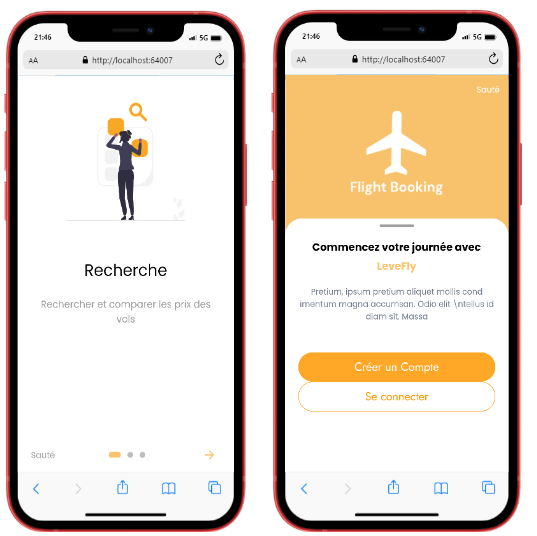 21:46
5G
AA
http://localhost:64007
Recherche
Rechercher et comparer les prix des
vols
Sauté
21:46
5G
AA
http://localhost:64007
Sauté
Flight Booking
Commencez votre journée avec
LeveFly
Pretium, ipsum pretium aliquet mollis cond
imentum magna accumsan. Odio elit \ntellus id
diam sit, Massa
Créer un Compte
Se connecter